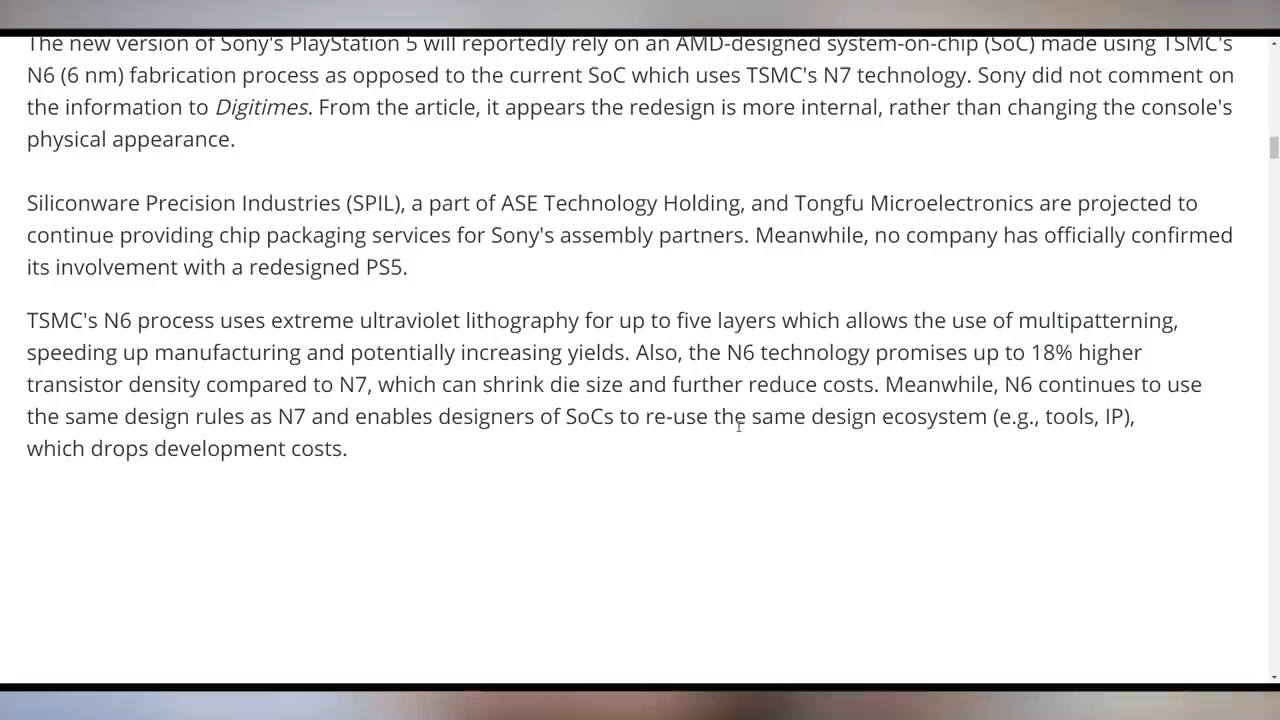 The new version of Sony's PlayStation 5 will reportedly rely on an AMD-designed system-on-chip (SoC) made using TSMC's
N6 (6 nm) fabrication process as opposed to the current SoC which uses TSMC's N7 technology. Sony did not comment on
the information to Digitimes. From the article, it appears the redesign is more internal, rather than changing the console's
physical appearance.
Siliconware Precision Industries (SPIL), a part of ASE Technology Holding, and Tongfu Microelectronics are projected to
continue providing chip packaging services for Sony's assembly partners. Meanwhile, no company has officially confirmed
its involvement with a redesigned PS5.
TSMC's N6 process uses extreme ultraviolet lithography for up to five layers which allows the use of multipatterning,
speeding up manufacturing and potentially increasing yields. Also, the N6 technology promises up to 18% higher
transistor density compared to N7, which can shrink die size and further reduce costs. Meanwhile, N6 continues to use
the same design rules as N7 and enables designers of SoCs to re-use the same design ecosystem (e.g., tools, IP),
which drops development costs.